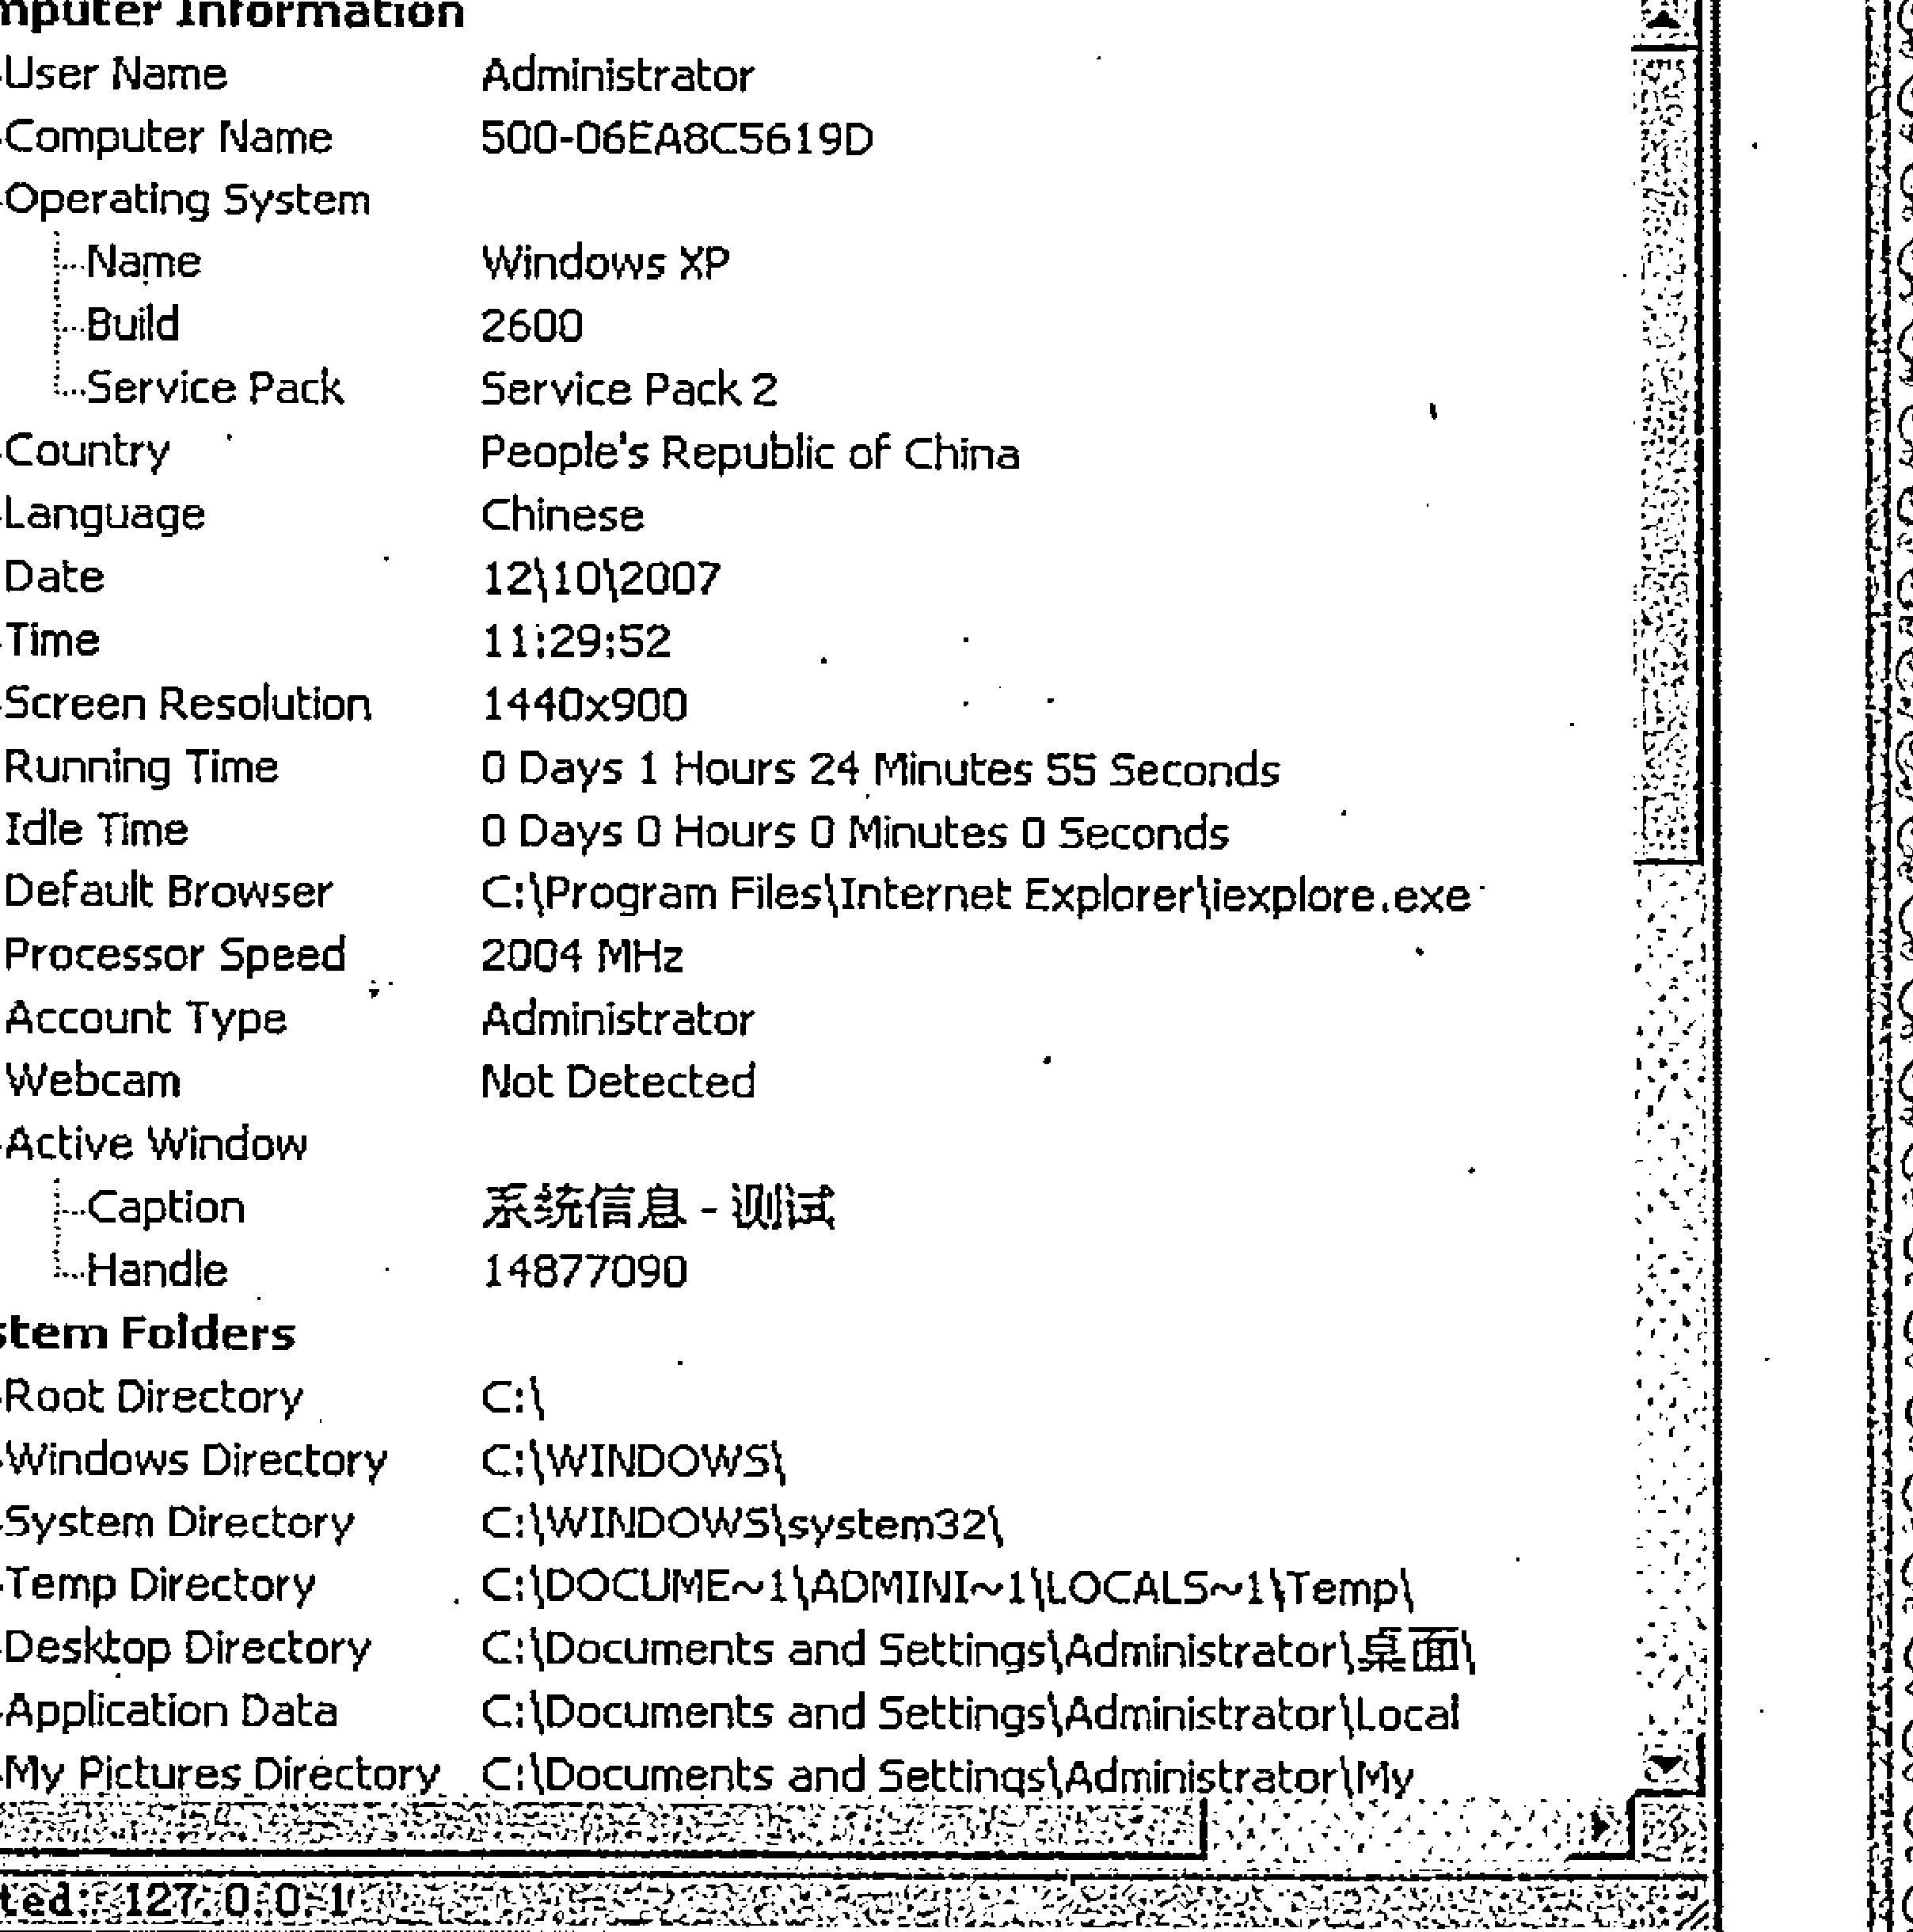 mputer Information
User Name Administrator
Computer Name 500-06EA8C5619D
Operating System
Name Windows XP
Build 2600
Service Pack Service Pack 2
Country People's Republic of China
Language Chinese
Date 12\10\2007
Time 11:29:52
Screen Resolution 1440x900
Running Time 0 Days 1 Hours 24 Minutes 55 Seconds
Idle Time 0 Days 0 Hours 0 Minutes 0 Seconds
Default Browser C:\Program Files\Internet Explorer\iexplore.exe
Processor Speed 2004 MHz
Account Type Administrator
Webcam Not Detected
Active Window
Caption 系统信息 - 测试
Handle 14877090
stem Folders
Root Directory C:\
Windows Directory C:\WINDOWS\
System Directory C:\WINDOWS\system32\
Temp Directory C:\DOCUME~1\ADMINI~1\LOCALS~1\Temp\
Desktop Directory C:\Documents and Settings\Administrator\桌面\
Application Data C:\Documents and Settings\Administrator\Local
My Pictures Directory C:\Documents and Settings\Administrator\My
ted: 127.0.0.1